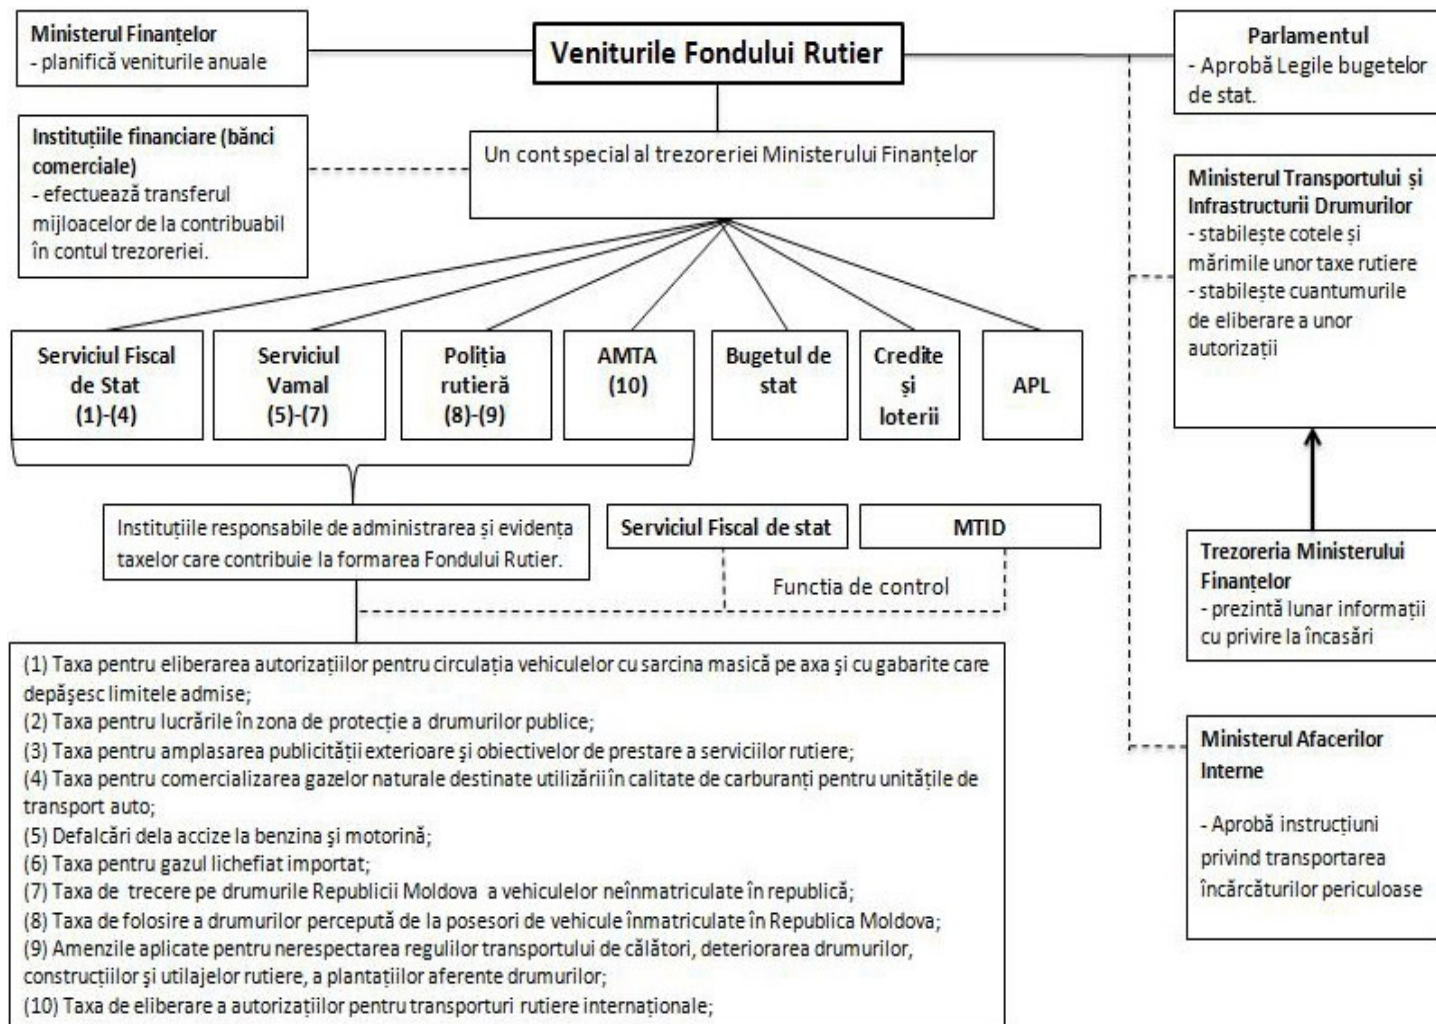 Ministerul Finanțelor
- planifică veniturile anuale
Veniturile Fondului Rutier
Parlamentul
- Aprobă Legile bugetelor
de stat.
Instituțiile financiare (bănci
comerciale)
- efectuează transferul
mijloacelor de la contribuabil
în contul trezoreriei.
Un cont special al trezoreriei Ministerului Finanțelor
Ministerul Transportului și
Infrastructurii Drumurilor
- stabilește cotele și
mărimile unor taxe rutiere
- stabilește cuantumurile
de eliberare a unor
autorizații
Serviciul Fiscal
de Stat
(1)-(4)
Serviciul
Vamal
(5)-(7)
Poliția
rutieră
(8)-(9)
AMTA
(10)
Bugetul de
stat
Credite
și
loterii
APL
Instituțiile responsabile de administrarea și evidența
taxelor care contribuie la formarea Fondului Rutier.
Serviciul Fiscal de stat
MTID
Functia de control
Trezoreria Ministerului
Finanțelor
- prezintă lunar informații
cu privire la încasări
(1) Taxa pentru eliberarea autorizațiilor pentru circulația vehiculelor cu sarcina masică pe axa şi cu gabarite care
depăşesc limitele admise;
(2) Taxa pentru lucrările în zona de protecție a drumurilor publice;
(3) Taxa pentru amplasarea publicității exterioare şi obiectivelor de prestare a serviciilor rutiere;
(4) Taxa pentru comercializarea gazelor naturale destinate utilizării în calitate de carburanți pentru unitățile de
transport auto;
(5) Defalcări dela accize la benzina şi motorină;
(6) Taxa pentru gazul lichefiat importat;
(7) Taxa de trecere pe drumurile Republicii Moldova a vehiculelor neînmatriculate în republică;
(8) Taxa de folosire a drumurilor percepută de la posesori de vehicule înmatriculate în Republica Moldova;
(9) Amenzile aplicate pentru nerespectarea regulilor transportului de călători, deteriorarea drumurilor,
construcțiilor şi utilajelor rutiere, a plantațiilor aferente drumurilor;
(10) Taxa de eliberare a autorizațiilor pentru transporturi rutiere internaționale;
Ministerul Afacerilor
Interne
- Aprobă instrucțiuni
privind transportarea
încărcăturilor periculoase